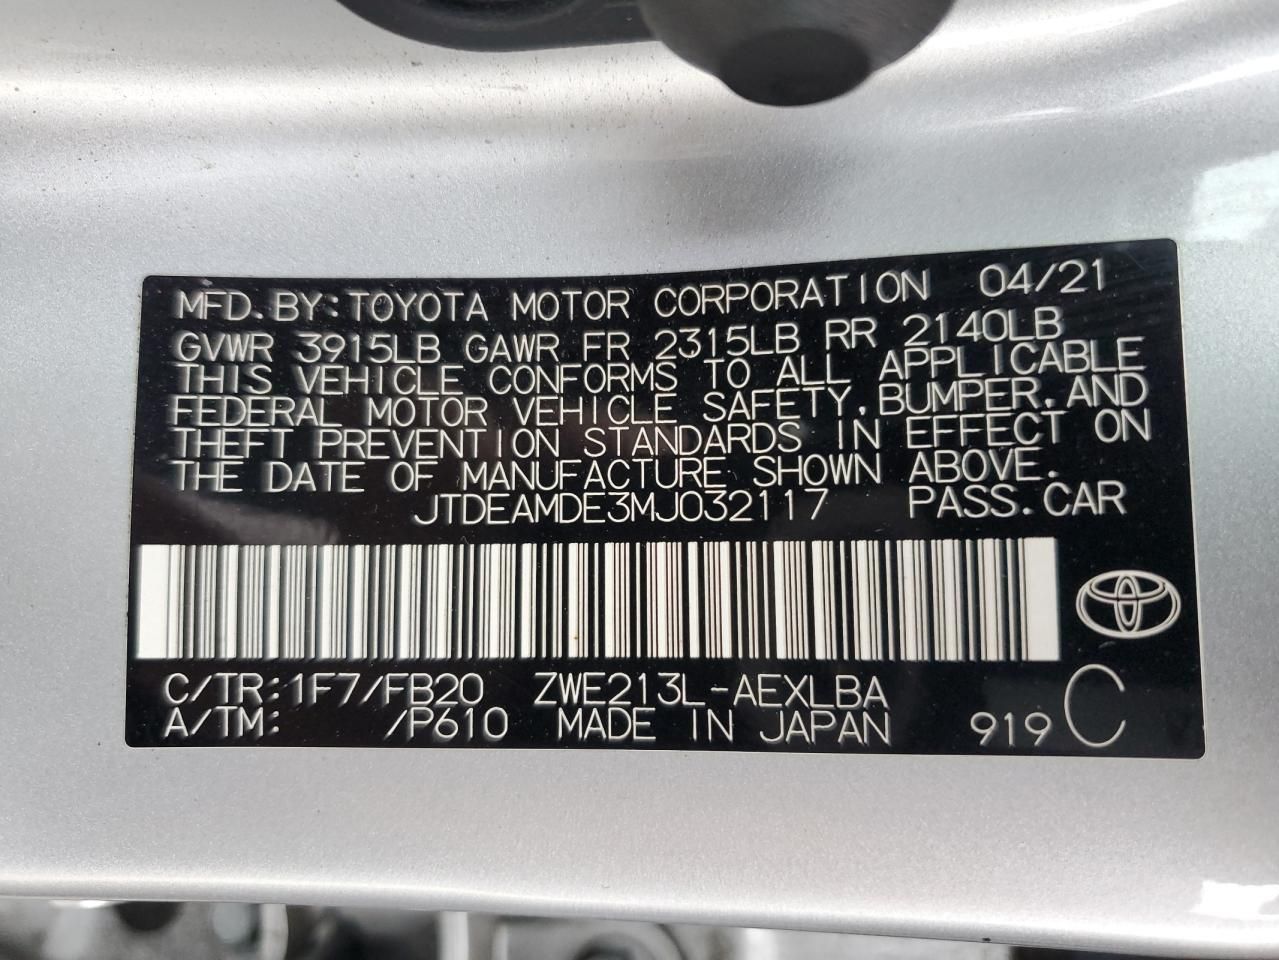 MFD. BY: TOYOTA MOTOR CORPORATION 04/21
GVWR 3915LB GAWR FR 2315LB RR 2140LB
THIS VEHICLE CONFORMS TO ALL APPLICABLE
FEDERAL MOTOR VEHICLE SAFETY, BUMPER, AND
THEFT PREVENTION STANDARDS IN EFFECT ON
THE DATE OF MANUFACTURE SHOWN ABOVE.
JTDEAMDE3MJ032117 PASS. CAR
C/TR: 1F7/FB20 ZWE213L-AEXLBA C
A/TM: /P610 MADE IN JAPAN 919